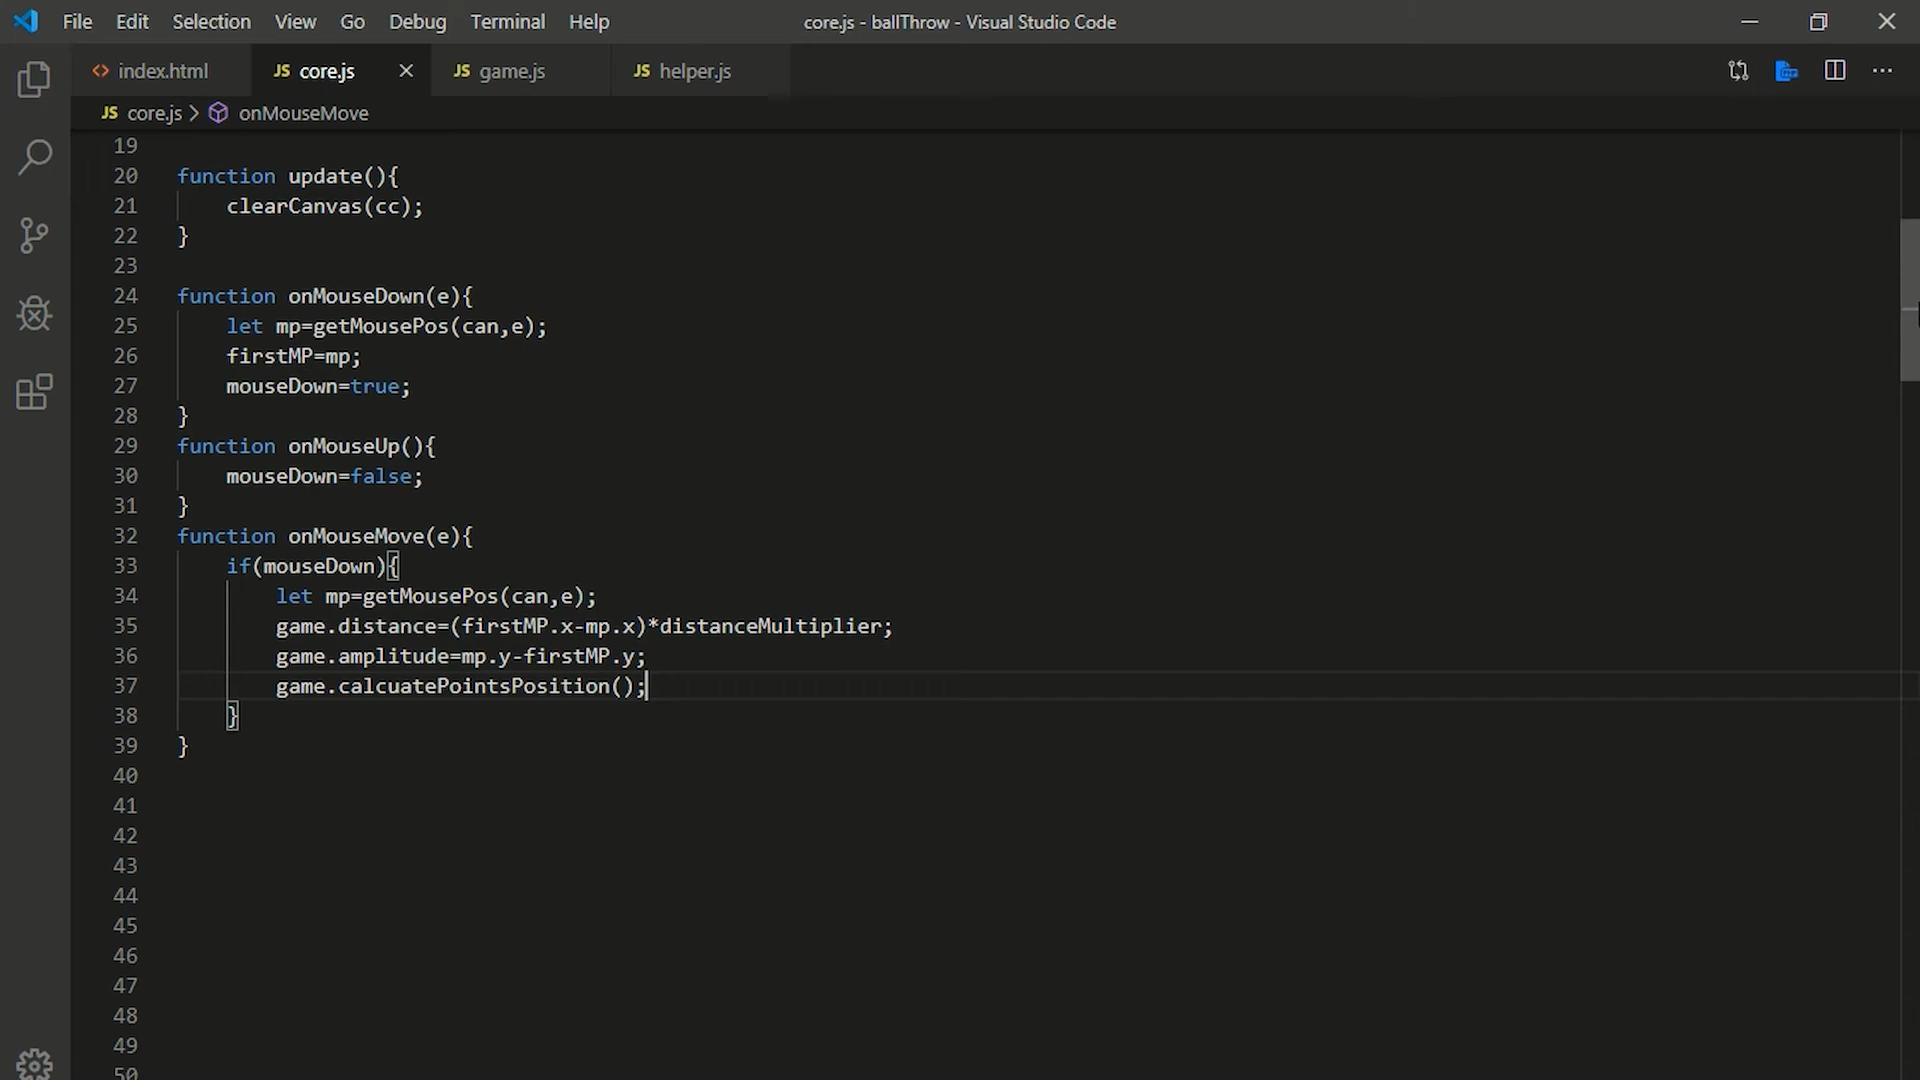 File Edit Selection View Go Debug Terminal Help core.js - ballThrow - Visual Studio Code
index.html JS core.js JS game.js JS helper.js
JS core.js > onMouseMove
19
20 function update(){
21 clearCanvas(cc);
22 }
23
24 function onMouseDown(e){
25 let mp=getMousePos(can,e);
26 firstMP=mp;
27 mouseDown=true;
28 }
29 function onMouseUp(){
30 mouseDown=false;
31 }
32 function onMouseMove(e){
33 if(mouseDown){
34 let mp=getMousePos(can,e);
35 game.distance=(firstMP.x-mp.x)*distanceMultiplier;
36 game.amplitude=mp.y-firstMP.y;
37 game.calcuatePointsPosition();
38 }
39 }
40
41
42
43
44
45
46
47
48
49
50